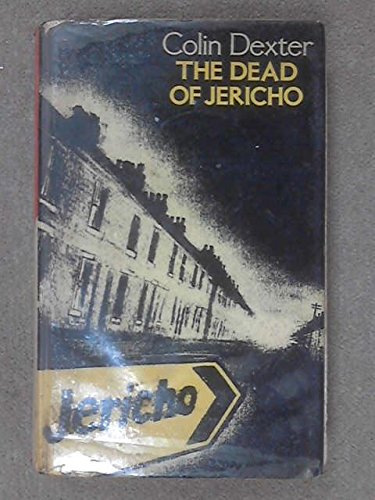 Colin Dexter
THE DEAD
OF JERICHO
Jericho